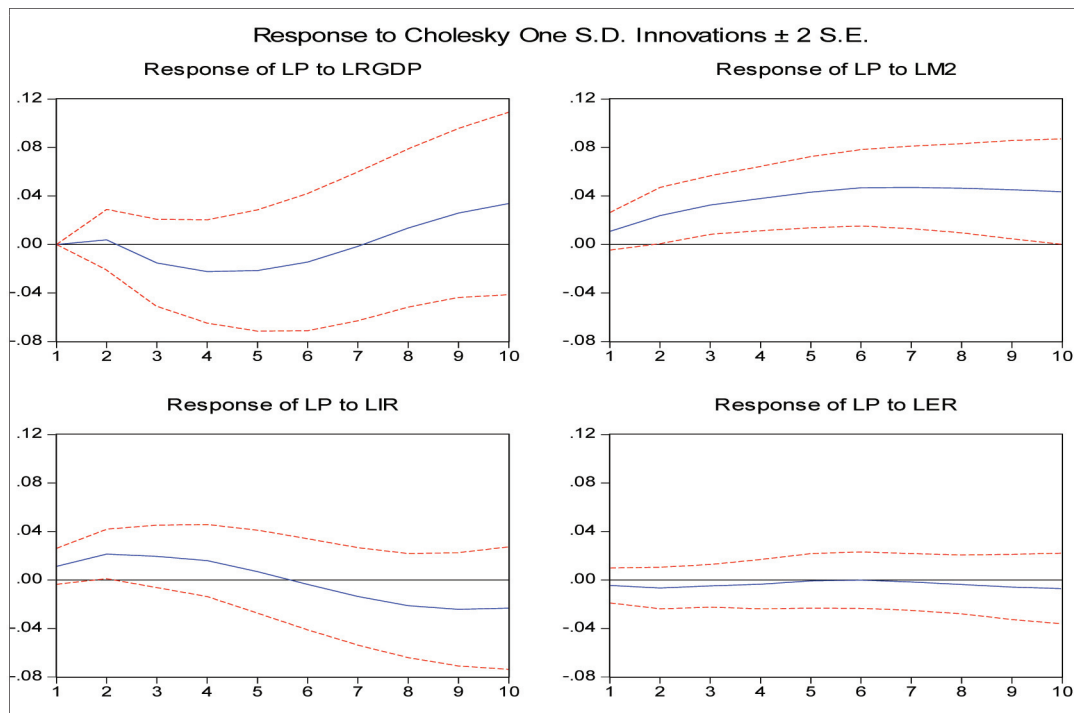 Response to Cholesky One S.D. Innovations ± 2 S.E.
Response of LP to LRGDP
.12
.08
.04
.00
-.04
-.08
1 2 3 4 5 6 7 8 9 10
Response of LP to LM2
.12
.08
.04
.00
-.04
-.08
1 2 3 4 5 6 7 8 9 10
Response of LP to LIR
.12
.08
.04
.00
-.04
-.08
1 2 3 4 5 6 7 8 9 10
Response of LP to LER
.12
.08
.04
.00
-.04
-.08
1 2 3 4 5 6 7 8 9 10